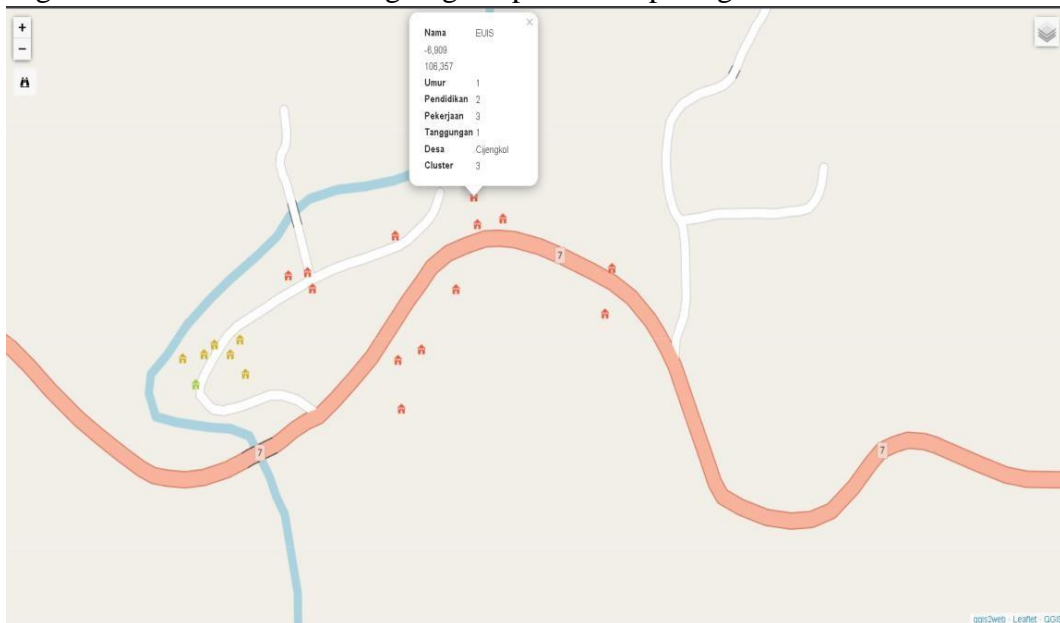 +
−
×
Nama EUIS
-6,909
106,357
Umur 1
Pendidikan 2
Pekerjaan 3
Tanggungan 1
Desa Cijengkol
Cluster 3
7
7
7
qgis2web · Leaflet · QGIS